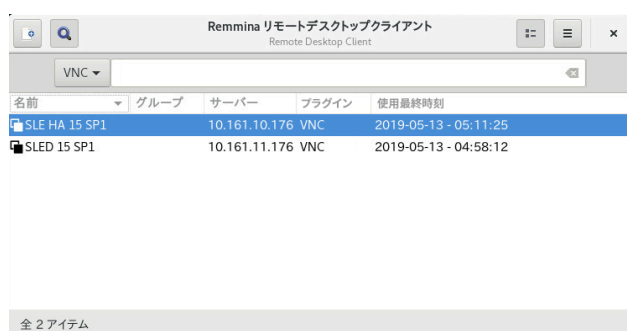 Remmina リモートデスクトップクライアント
Remote Desktop Client
VNC
名前 グループ サーバー プラグイン 使用最終時刻
SLE HA 15 SP1 10.161.10.176 VNC 2019-05-13 - 05:11:25
SLED 15 SP1 10.161.11.176 VNC 2019-05-13 - 04:58:12
全 2 アイテム